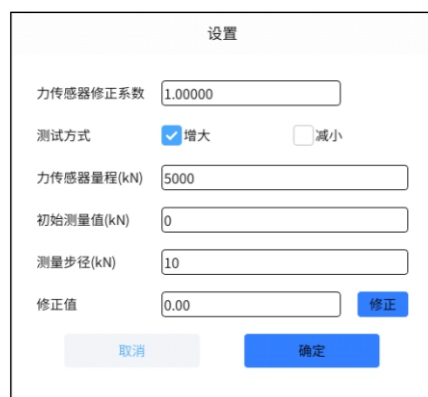 设置
力传感器修正系数 1.00000
测试方式 增大 减小
力传感器量程(kN) 5000
初始测量值(kN) 0
测量步径(kN) 10
修正值 0.00 修正
取消 确定